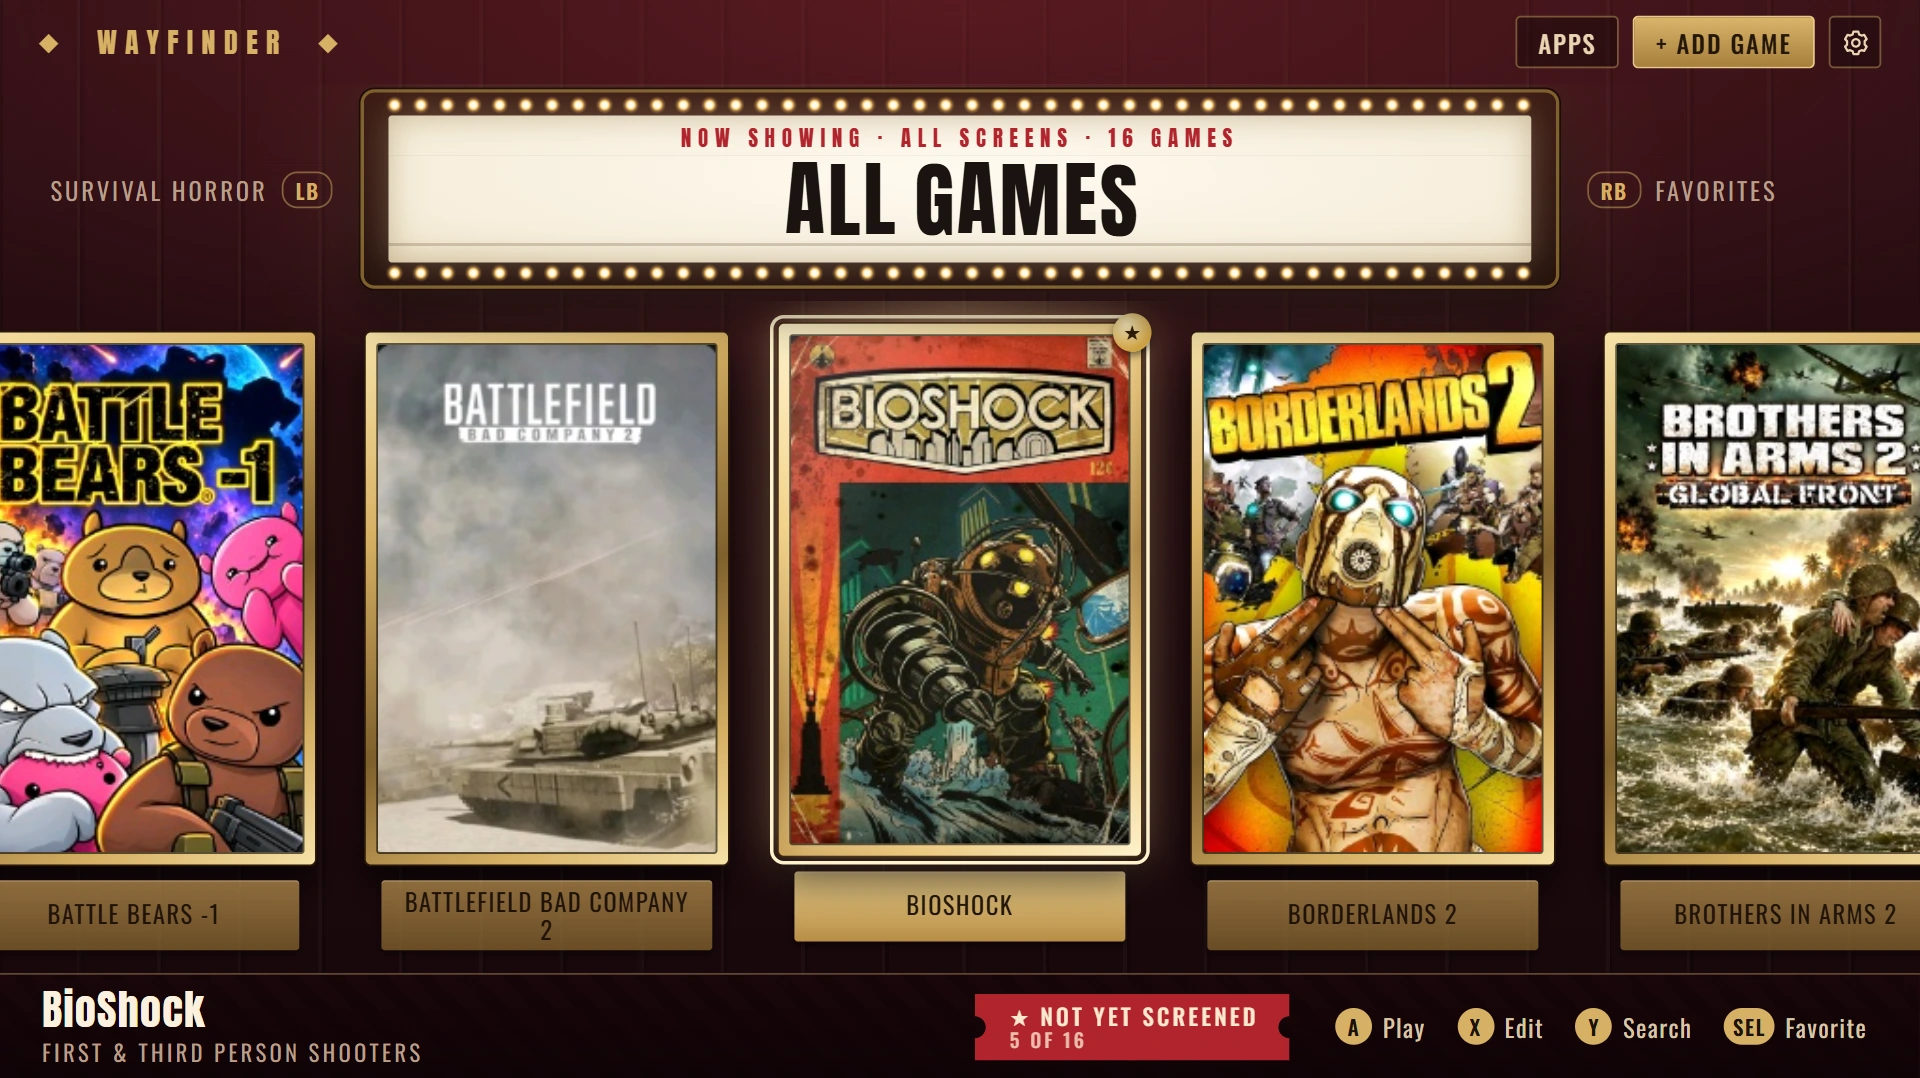 WAYFINDER
APPS
+ ADD GAME
NOW SHOWING · ALL SCREENS · 16 GAMES
ALL GAMES
SURVIVAL HORROR LB
RB FAVORITES
BATTLE
BEARS -1
BATTLEFIELD
BAD COMPANY 2
BIOSHOCK
12¢
BORDERLANDS 2
BROTHERS
IN ARMS 2
GLOBAL FRONT
BATTLE BEARS -1
BATTLEFIELD BAD COMPANY
2
BIOSHOCK
BORDERLANDS 2
BROTHERS IN ARMS 2
BioShock
FIRST & THIRD PERSON SHOOTERS
★ NOT YET SCREENED
5 OF 16
A Play
X Edit
Y Search
SEL Favorite